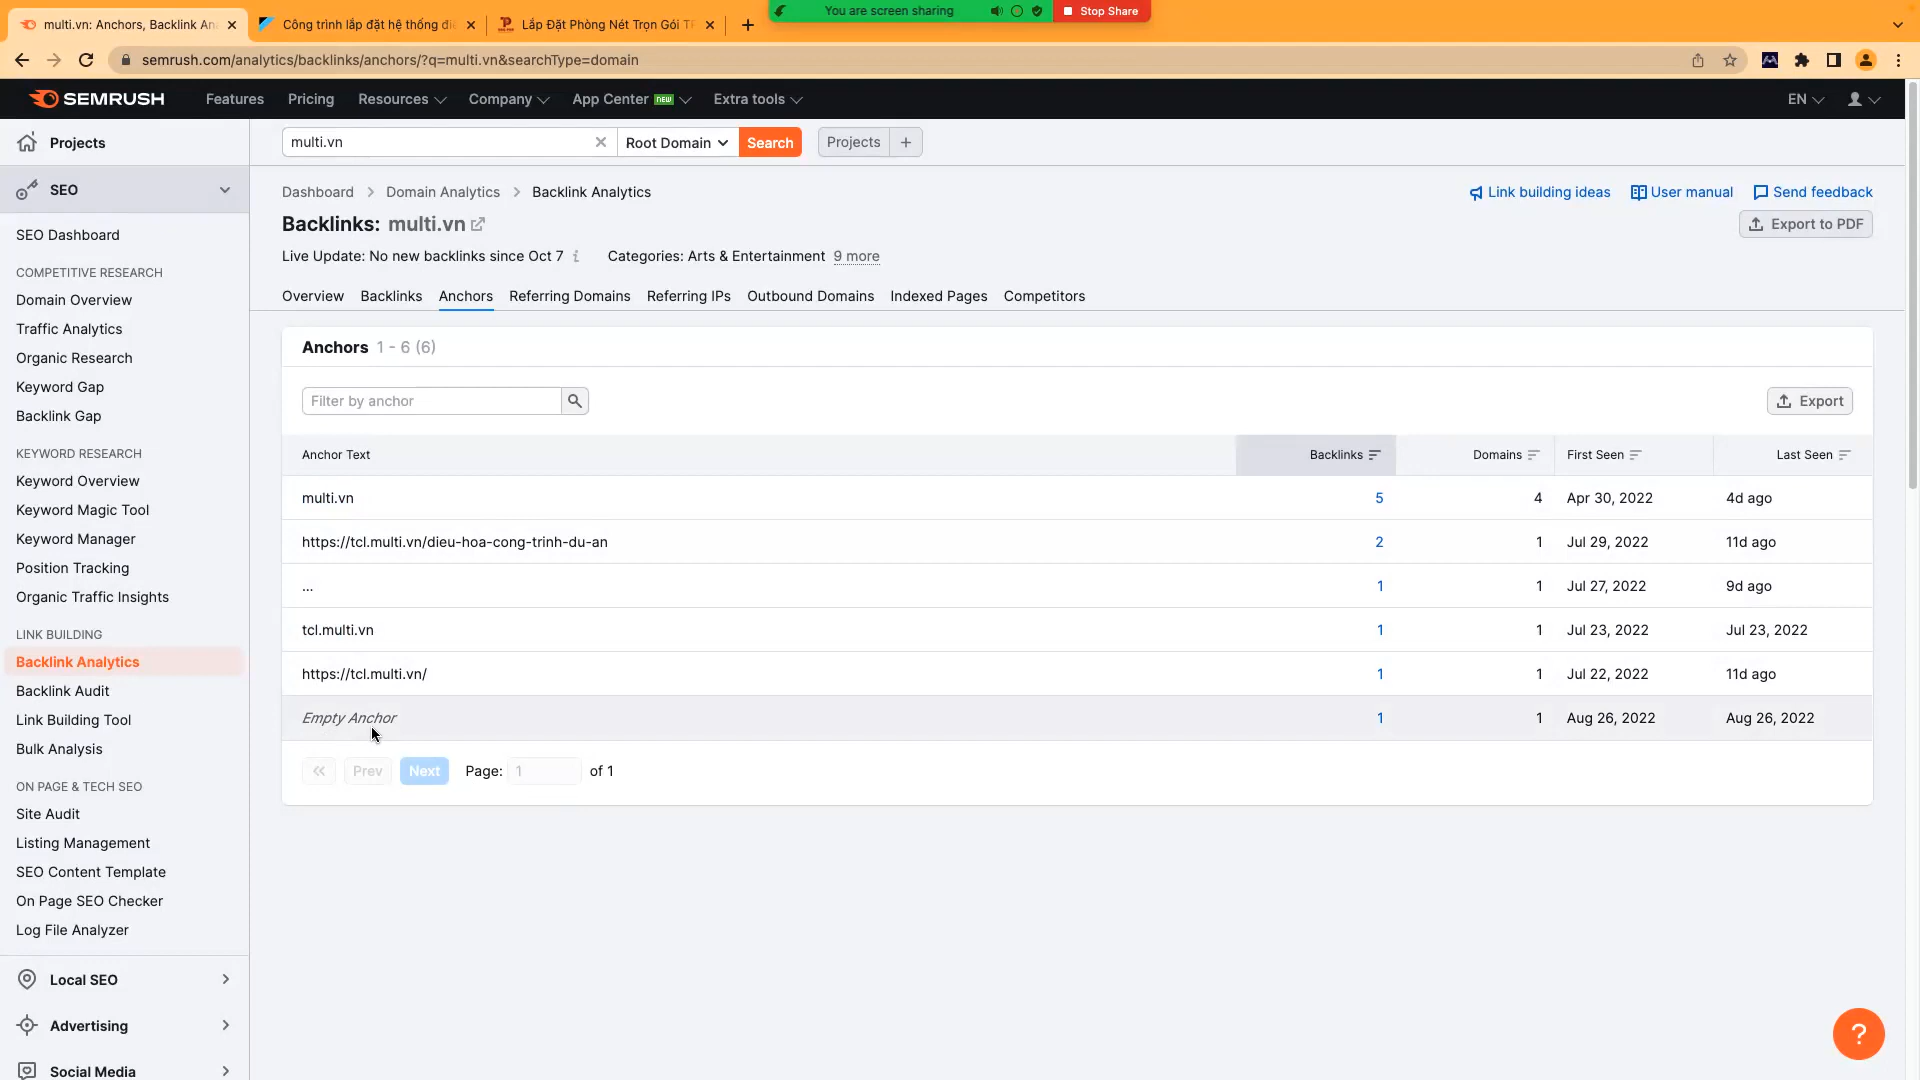 multi.vn: Anchors, Backlink An
Công trình lắp đặt hệ thống đi
Lắp Đặt Phòng Nét Trọn Gói T
You are screen sharing
Stop Share
semrush.com/analytics/backlinks/anchors/?q=multi.vn&searchType=domain
SEMRUSH
Features
Pricing
Resources
Company
App Center NEW
Extra tools
EN
Projects
multi.vn
Root Domain
Search
Projects
+
SEO
Dashboard > Domain Analytics > Backlink Analytics
Link building ideas
User manual
Send feedback
Backlinks: multi.vn
Export to PDF
SEO Dashboard
Live Update: No new backlinks since Oct 7
Categories: Arts & Entertainment 9 more
COMPETITIVE RESEARCH
Domain Overview
Traffic Analytics
Organic Research
Keyword Gap
Backlink Gap
KEYWORD RESEARCH
Keyword Overview
Keyword Magic Tool
Keyword Manager
Position Tracking
Organic Traffic Insights
LINK BUILDING
Backlink Analytics
Backlink Audit
Link Building Tool
Bulk Analysis
ON PAGE & TECH SEO
Site Audit
Listing Management
SEO Content Template
On Page SEO Checker
Log File Analyzer
Local SEO
Advertising
Social Media
Overview Backlinks Anchors Referring Domains Referring IPs Outbound Domains Indexed Pages Competitors
Anchors 1 - 6 (6)
Filter by anchor
Export
Anchor Text Backlinks Domains First Seen Last Seen
multi.vn 5 4 Apr 30, 2022 4d ago
https://tcl.multi.vn/dieu-hoa-cong-trinh-du-an 2 1 Jul 29, 2022 11d ago
... 1 1 Jul 27, 2022 9d ago
tcl.multi.vn 1 1 Jul 23, 2022 Jul 23, 2022
https://tcl.multi.vn/ 1 1 Jul 22, 2022 11d ago
Empty Anchor 1 1 Aug 26, 2022 Aug 26, 2022
Prev Next Page: 1 of 1
?